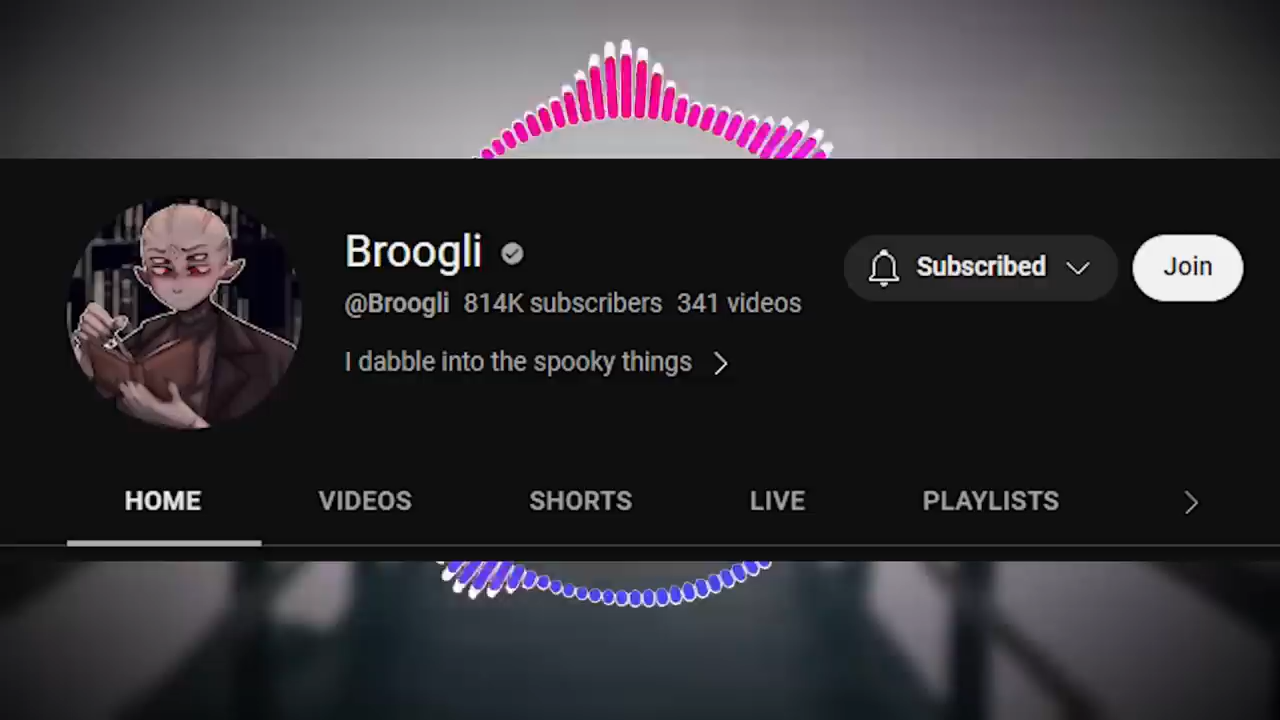 Broogli
@Broogli 814K subscribers 341 videos
I dabble into the spooky things
Subscribed
Join
HOME VIDEOS SHORTS LIVE PLAYLISTS